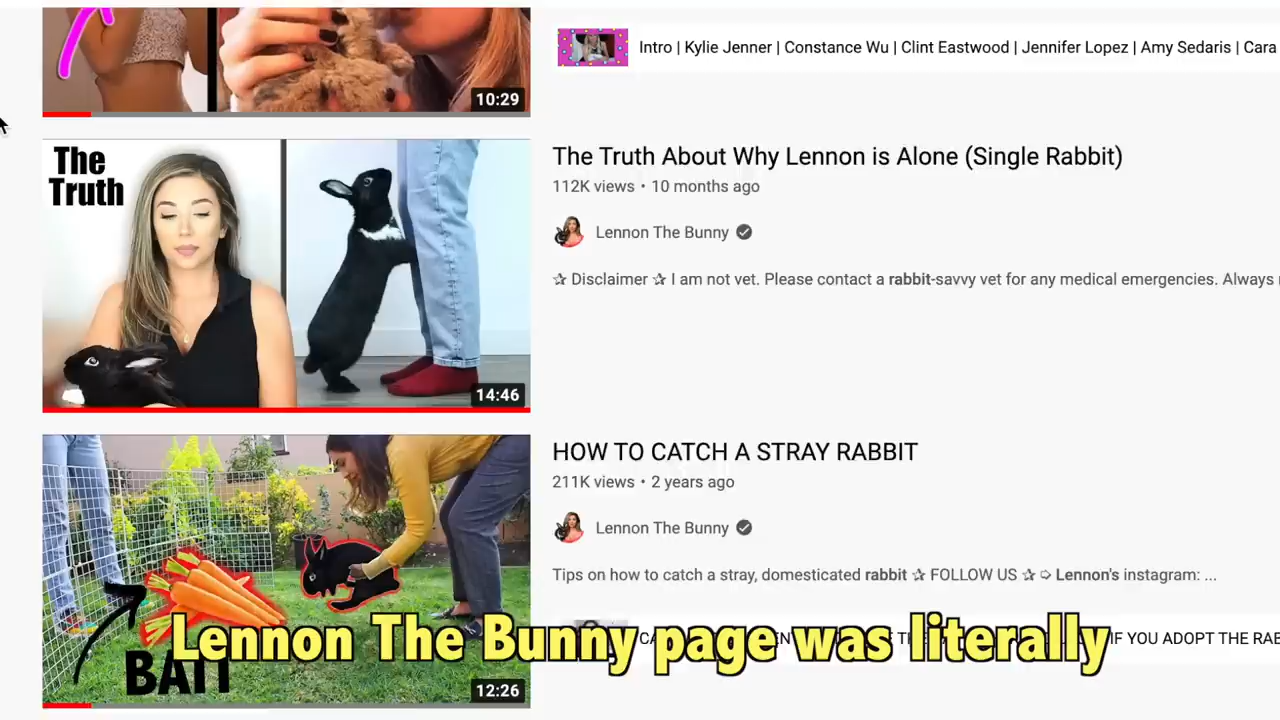 Intro | Kylie Jenner | Constance Wu | Clint Eastwood | Jennifer Lopez | Amy Sedaris | Cara
10:29
The Truth
The Truth About Why Lennon is Alone (Single Rabbit)
112K views • 10 months ago
Lennon The Bunny
☆ Disclaimer ☆ I am not vet. Please contact a rabbit-savvy vet for any medical emergencies. Always
14:46
HOW TO CATCH A STRAY RABBIT
211K views • 2 years ago
Lennon The Bunny
Tips on how to catch a stray, domesticated rabbit ☆ FOLLOW US ☆ ➩ Lennon's instagram: ...
IF YOU ADOPT THE
Lennon The Bunny page was literally
BAIT
12:26